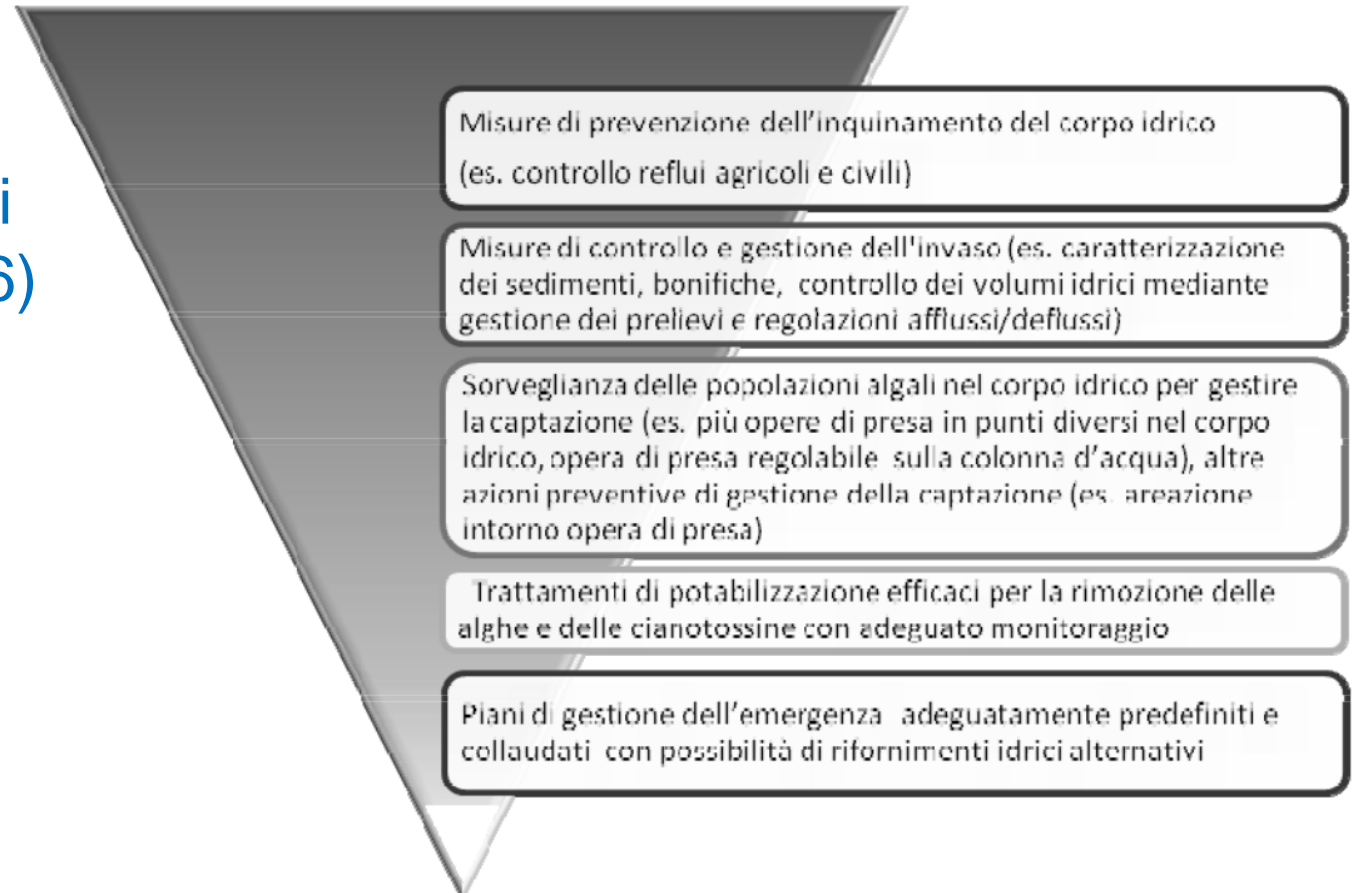 i
6)
Misure di prevenzione dell'inquinamento del corpo idrico
(es. controllo reflui agricoli e civili)
Misure di controllo e gestione dell'invaso (es. caratterizzazione
dei sedimenti, bonifiche, controllo dei volumi idrici mediante
gestione dei prelievi e regolazioni afflussi/deflussi)
Sorveglianza delle popolazioni algali nel corpo idrico per gestire
la captazione (es. più opere di presa in punti diversi nel corpo
idrico, opera di presa regolabile sulla colonna d'acqua), altre
azioni preventive di gestione della captazione (es. areazione
intorno opera di presa)
Trattamenti di potabilizzazione efficaci per la rimozione delle
alghe e delle cianotossine con adeguato monitoraggio
Piani di gestione dell'emergenza adeguatamente predefiniti e
collaudati con possibilità di rifornimenti idrici alternativi